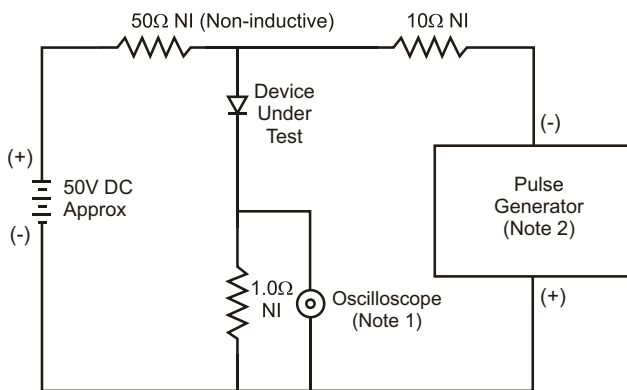 50Ω NI (Non-inductive)
10Ω NI
Device
Under
Test
(-)
(+)
50V DC
Approx
(-)
Pulse
Generator
(Note 2)
1.0Ω
NI
Oscilloscope
(Note 1)
(+)